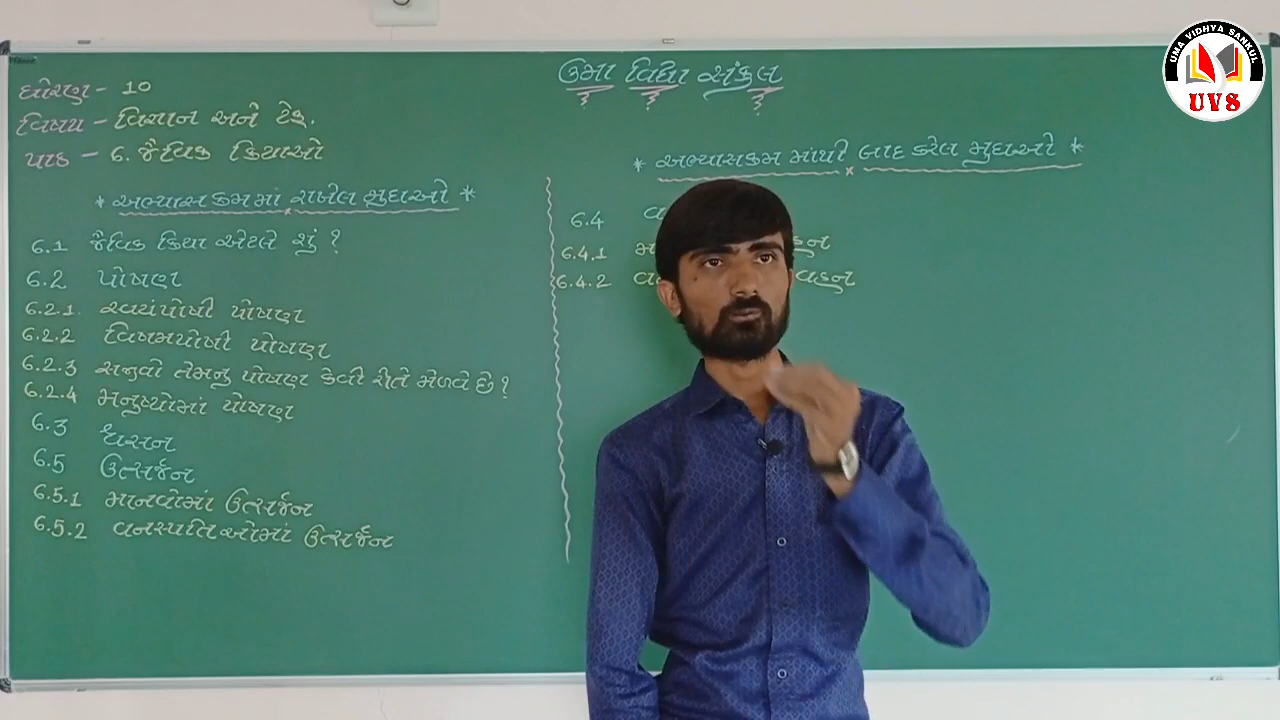 ઉમા વિદ્યા સંકુલ
UMA VIDHYA SANKUL
UVS
ધોરણ - 10
વિષય - વિજ્ઞાન અને ટેક.
પાઠ - 6. જૈવિક ક્રિયાઓ
* અભ્યાસક્રમમાં રાખેલ મુદાઓ *
6.1 જૈવિક ક્રિયા એટલે શું ?
6.2 પોષણ
6.2.1. સ્વયંપોષી પોષણ
6.2.2 વિષમપોષી પોષણ
6.2.3 સજીવો તેમનુ પોષણ કેવી રીતે મેળવે છે ?
6.2.4 મનુષ્યોમાં પોષણ
6.3 શ્વસન
6.5 ઉત્સર્જન
6.5.1 માનવોમાં ઉત્સર્જન
6.5.2 વનસ્પતિઓમાં ઉત્સર્જન
* અભ્યાસક્રમ માંથી બાદ કરેલ મુદાઓ *
6.4
6.4.1
6.4.2 વહન